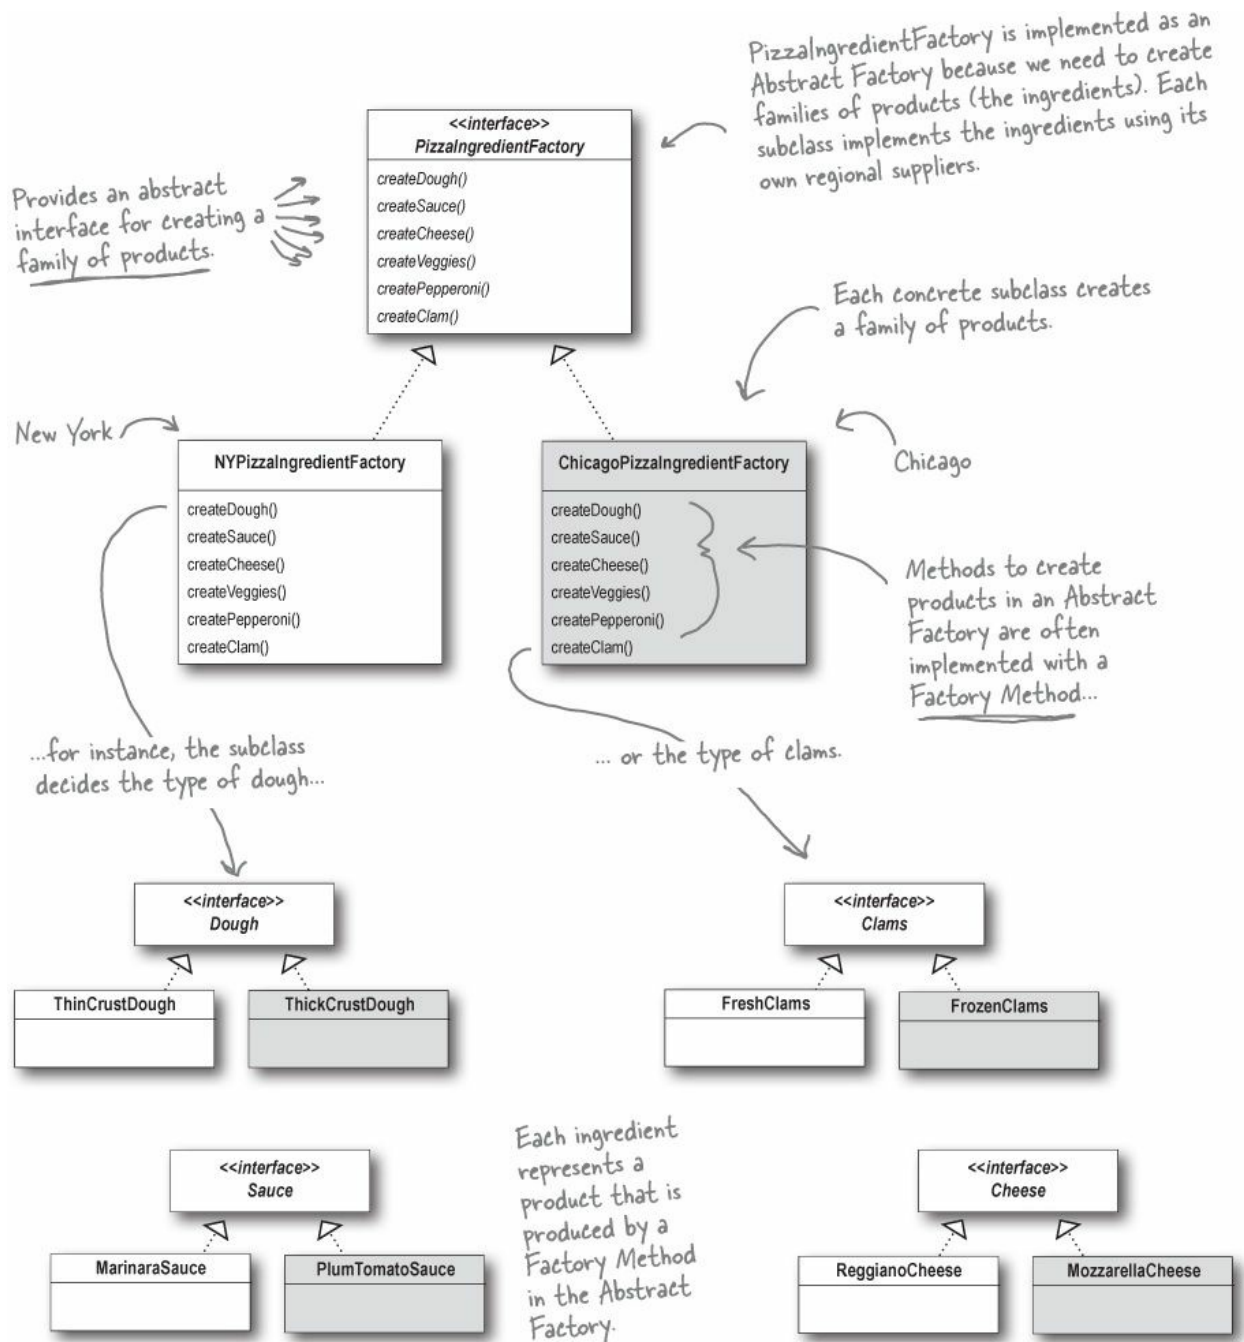 PizzaIngredientFactory is implemented as an
Abstract Factory because we need to create
families of products (the ingredients). Each
subclass implements the ingredients using its
own regional suppliers.
<<interface>>
PizzaIngredientFactory
createDough()
createSauce()
createCheese()
createVeggies()
createPepperoni()
createClam()
Provides an abstract
interface for creating a
family of products.
Each concrete subclass creates
a family of products.
New York
NYPizzaIngredientFactory
createDough()
createSauce()
createCheese()
createVeggies()
createPepperoni()
createClam()
ChicagoPizzaIngredientFactory
createDough()
createSauce()
createCheese()
createVeggies()
createPepperoni()
createClam()
Chicago
Methods to create
products in an Abstract
Factory are often
implemented with a
Factory Method...
...for instance, the subclass
decides the type of dough...
... or the type of clams.
<<interface>>
Dough
ThinCrustDough
ThickCrustDough
<<interface>>
Clams
FreshClams
FrozenClams
<<interface>>
Sauce
MarinaraSauce
PlumTomatoSauce
Each ingredient
represents a
product that is
produced by a
Factory Method
in the Abstract
Factory.
<<interface>>
Cheese
ReggianoCheese
MozzarellaCheese